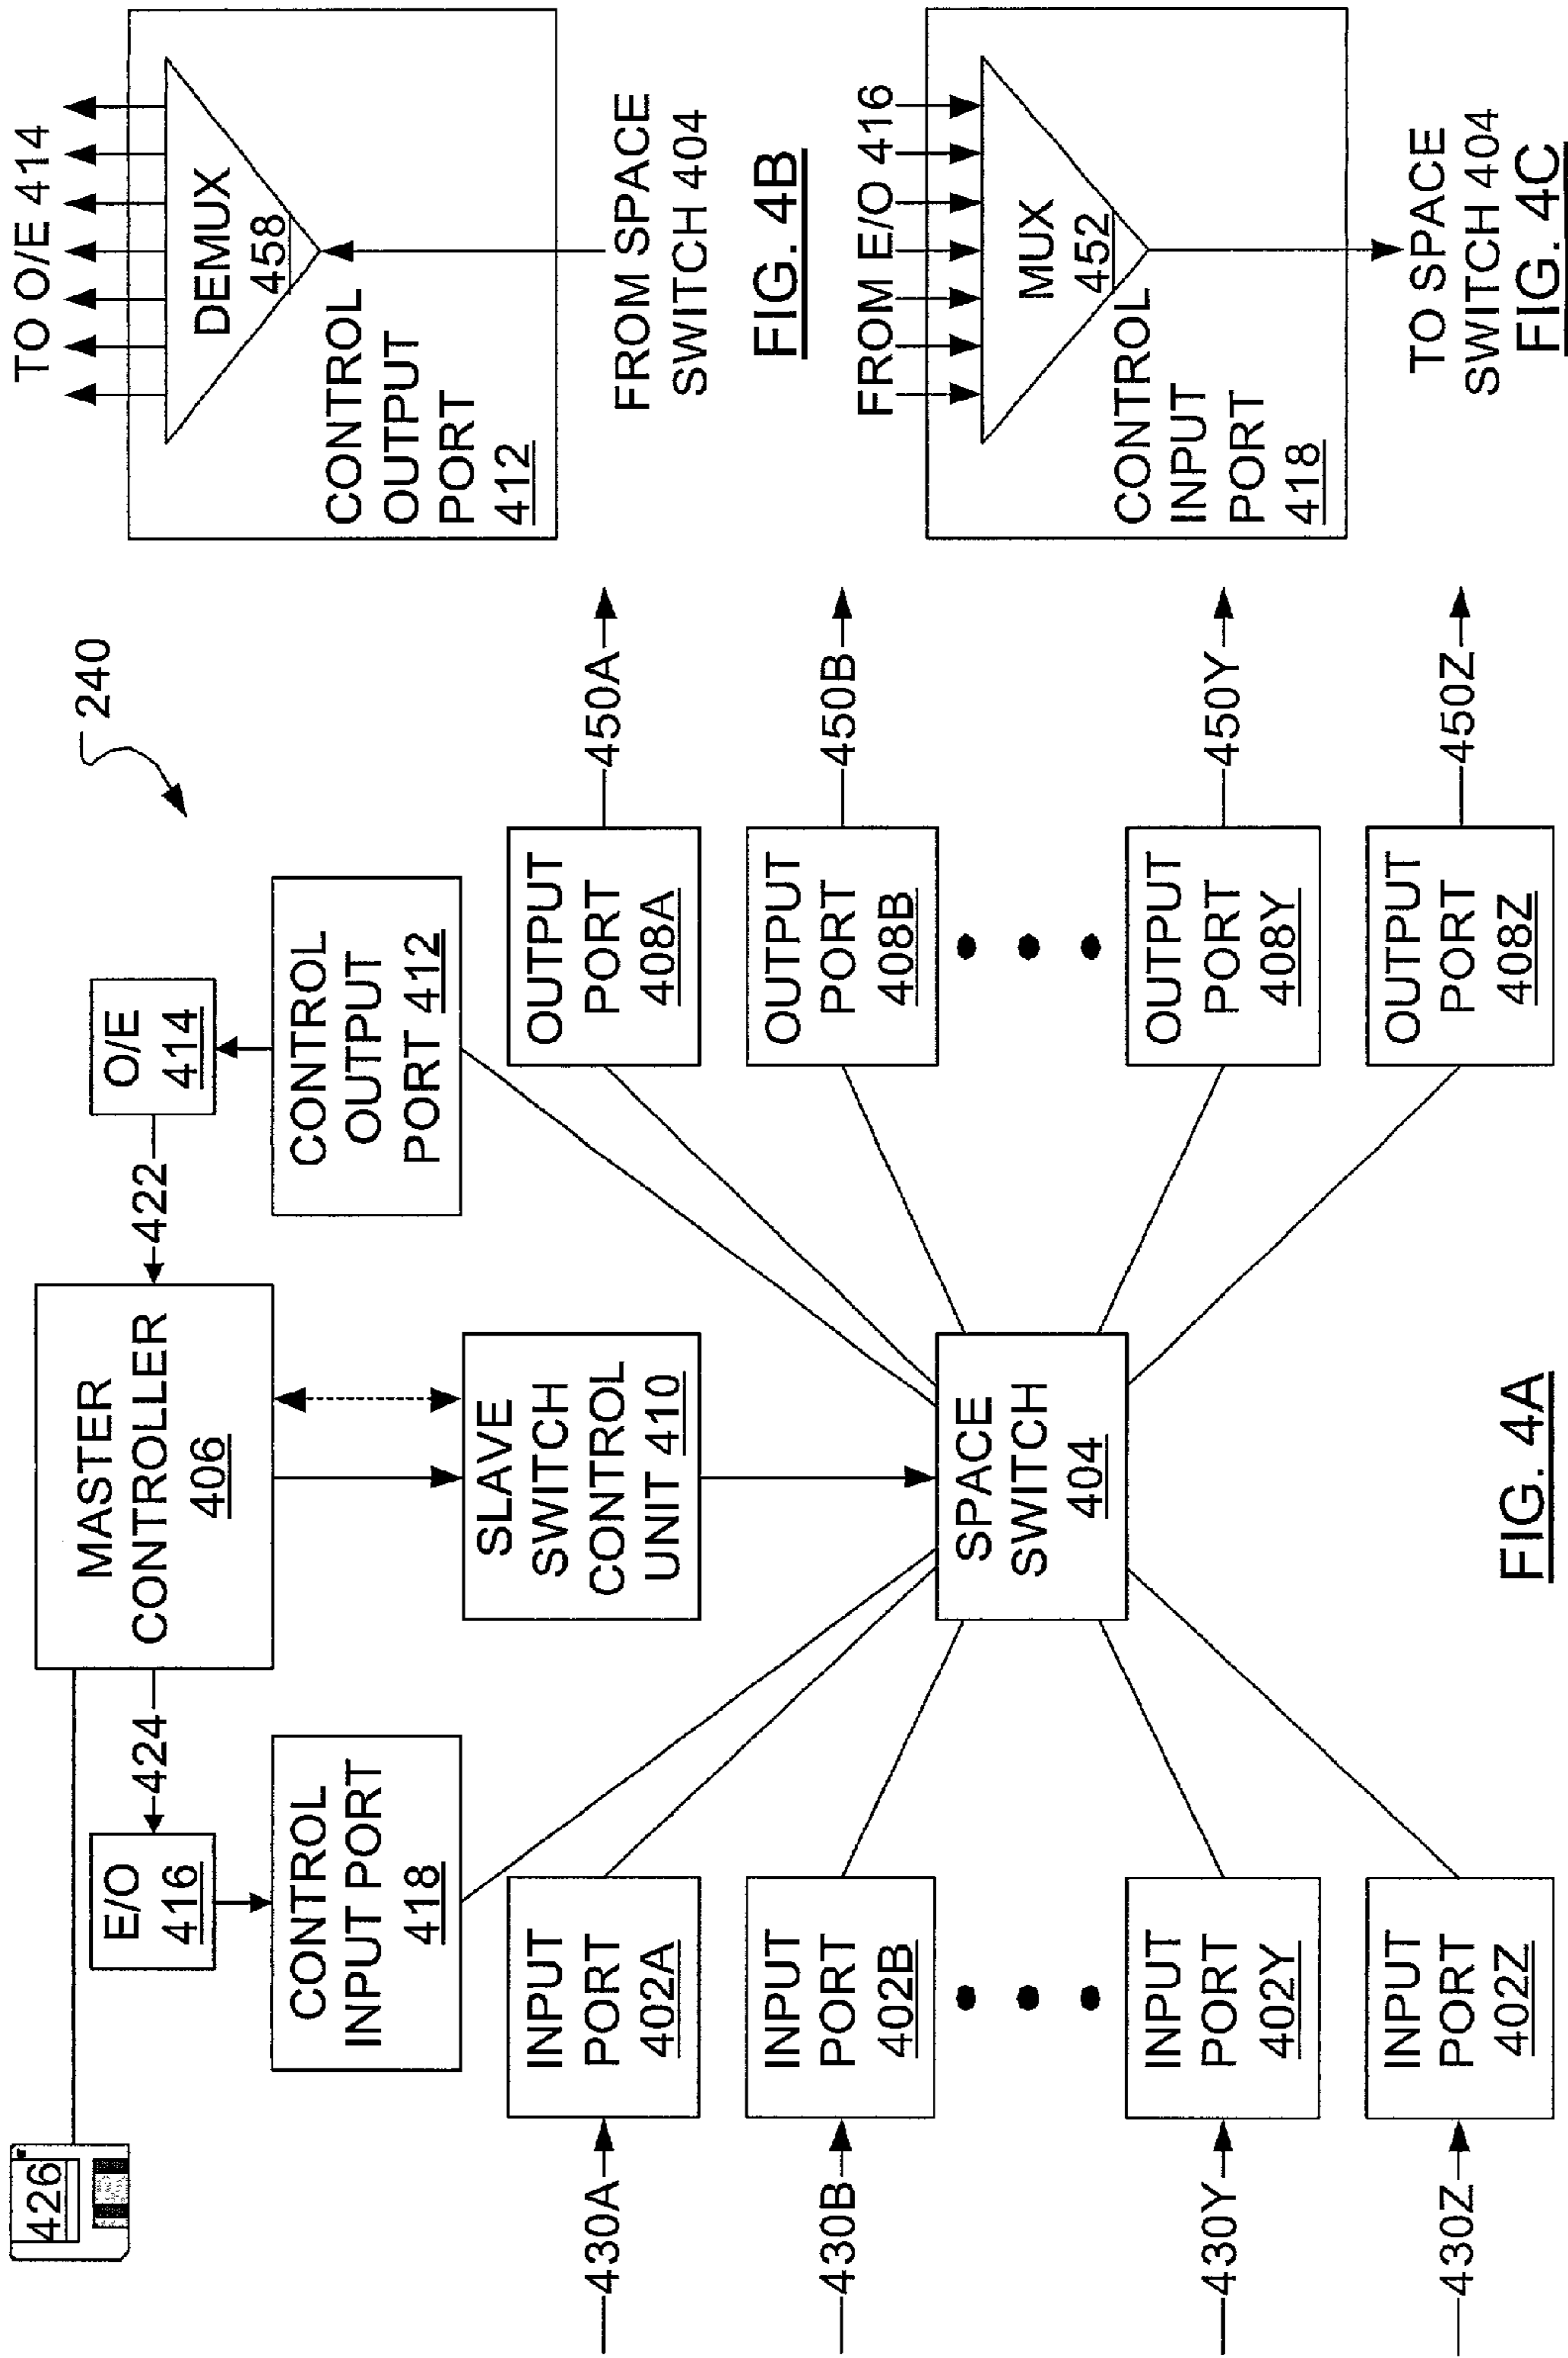 426
240
MASTER
CONTROLLER
406
424
422
E/O
416
O/E
414
CONTROL
INPUT PORT
418
SLAVE
SWITCH
CONTROL
UNIT 410
CONTROL
OUTPUT
PORT 412
430A
INPUT
PORT
402A
OUTPUT
PORT
408A
450A
430B
INPUT
PORT
402B
OUTPUT
PORT
408B
450B
SPACE
SWITCH
404
430Y
INPUT
PORT
402Y
OUTPUT
PORT
408Y
450Y
430Z
INPUT
PORT
402Z
OUTPUT
PORT
408Z
450Z
FIG. 4A
TO O/E 414
DEMUX
458
CONTROL
OUTPUT
PORT
412
FROM SPACE
SWITCH 404
FIG. 4B
FROM E/O 416
MUX
452
CONTROL
INPUT
PORT
418
TO SPACE
SWITCH 404
FIG. 4C